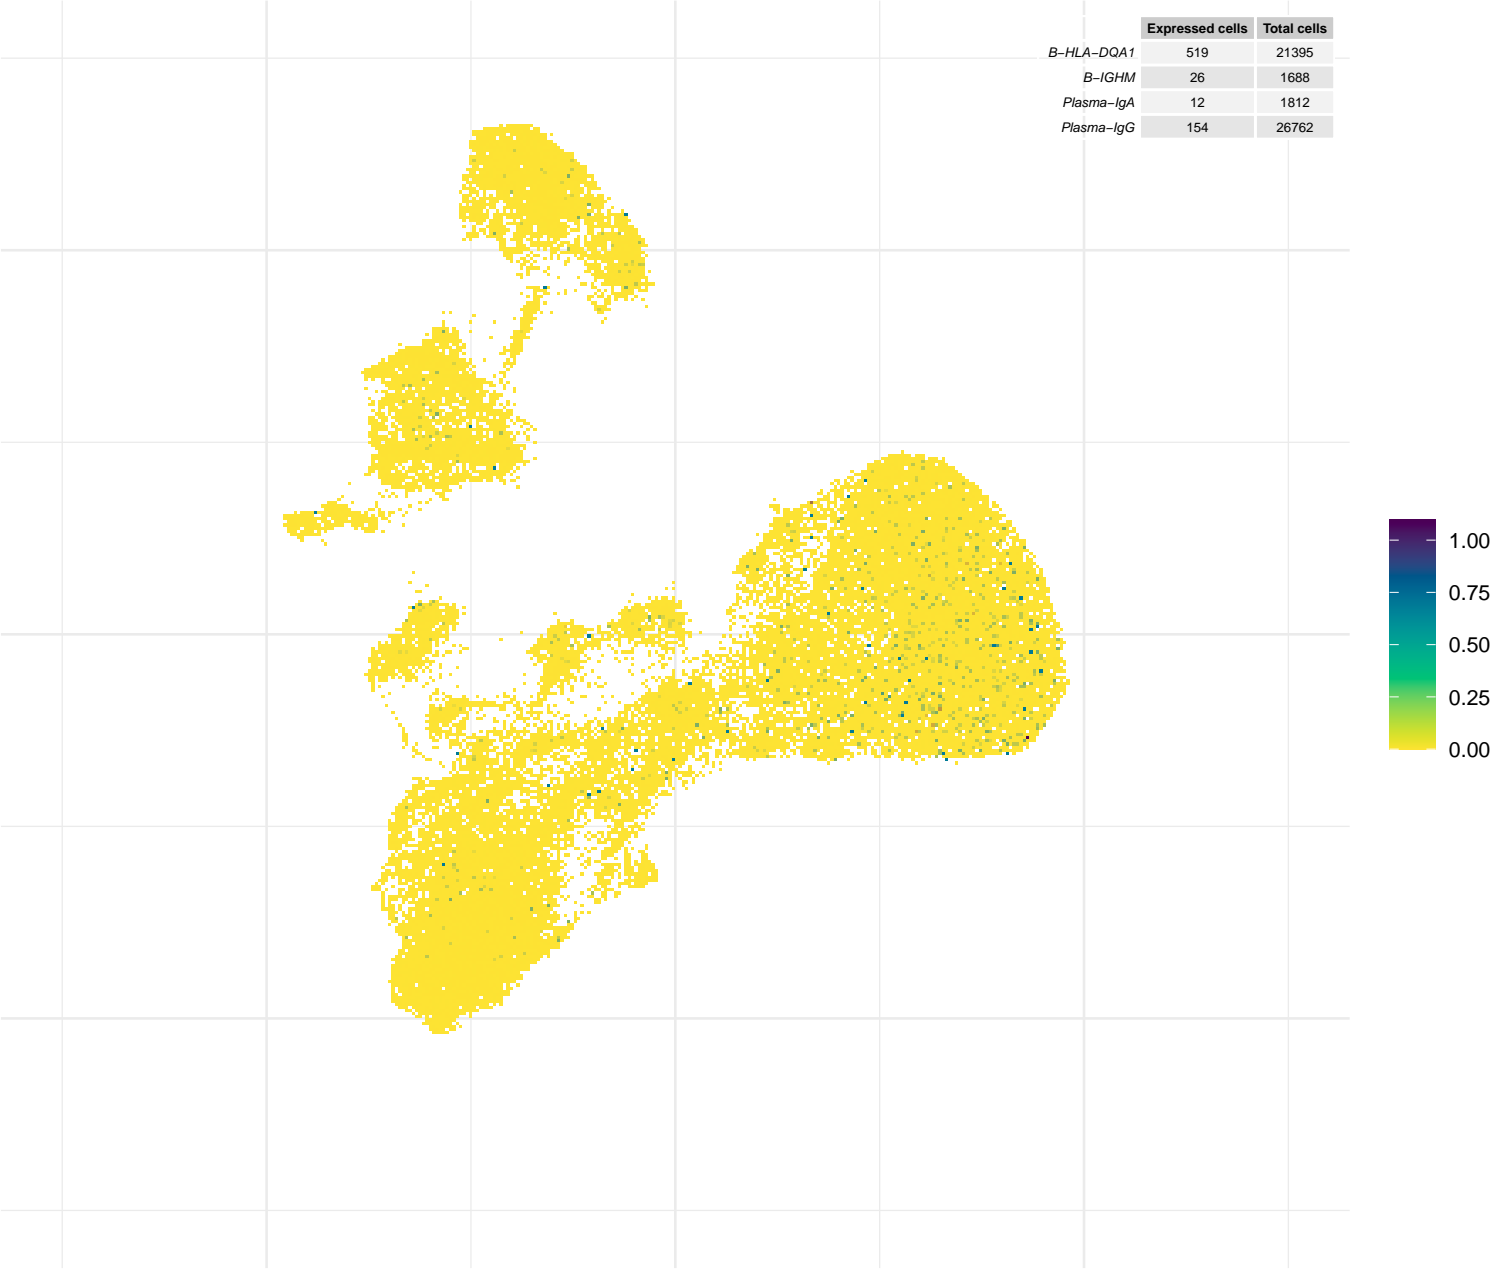 Expressed cells Total cells
B−HLA−DQA1 519 21395
B−IGHM 26 1688
Plasma−IgA 12 1812
Plasma−IgG 154 26762
1.00
0.75
0.50
0.25
0.00